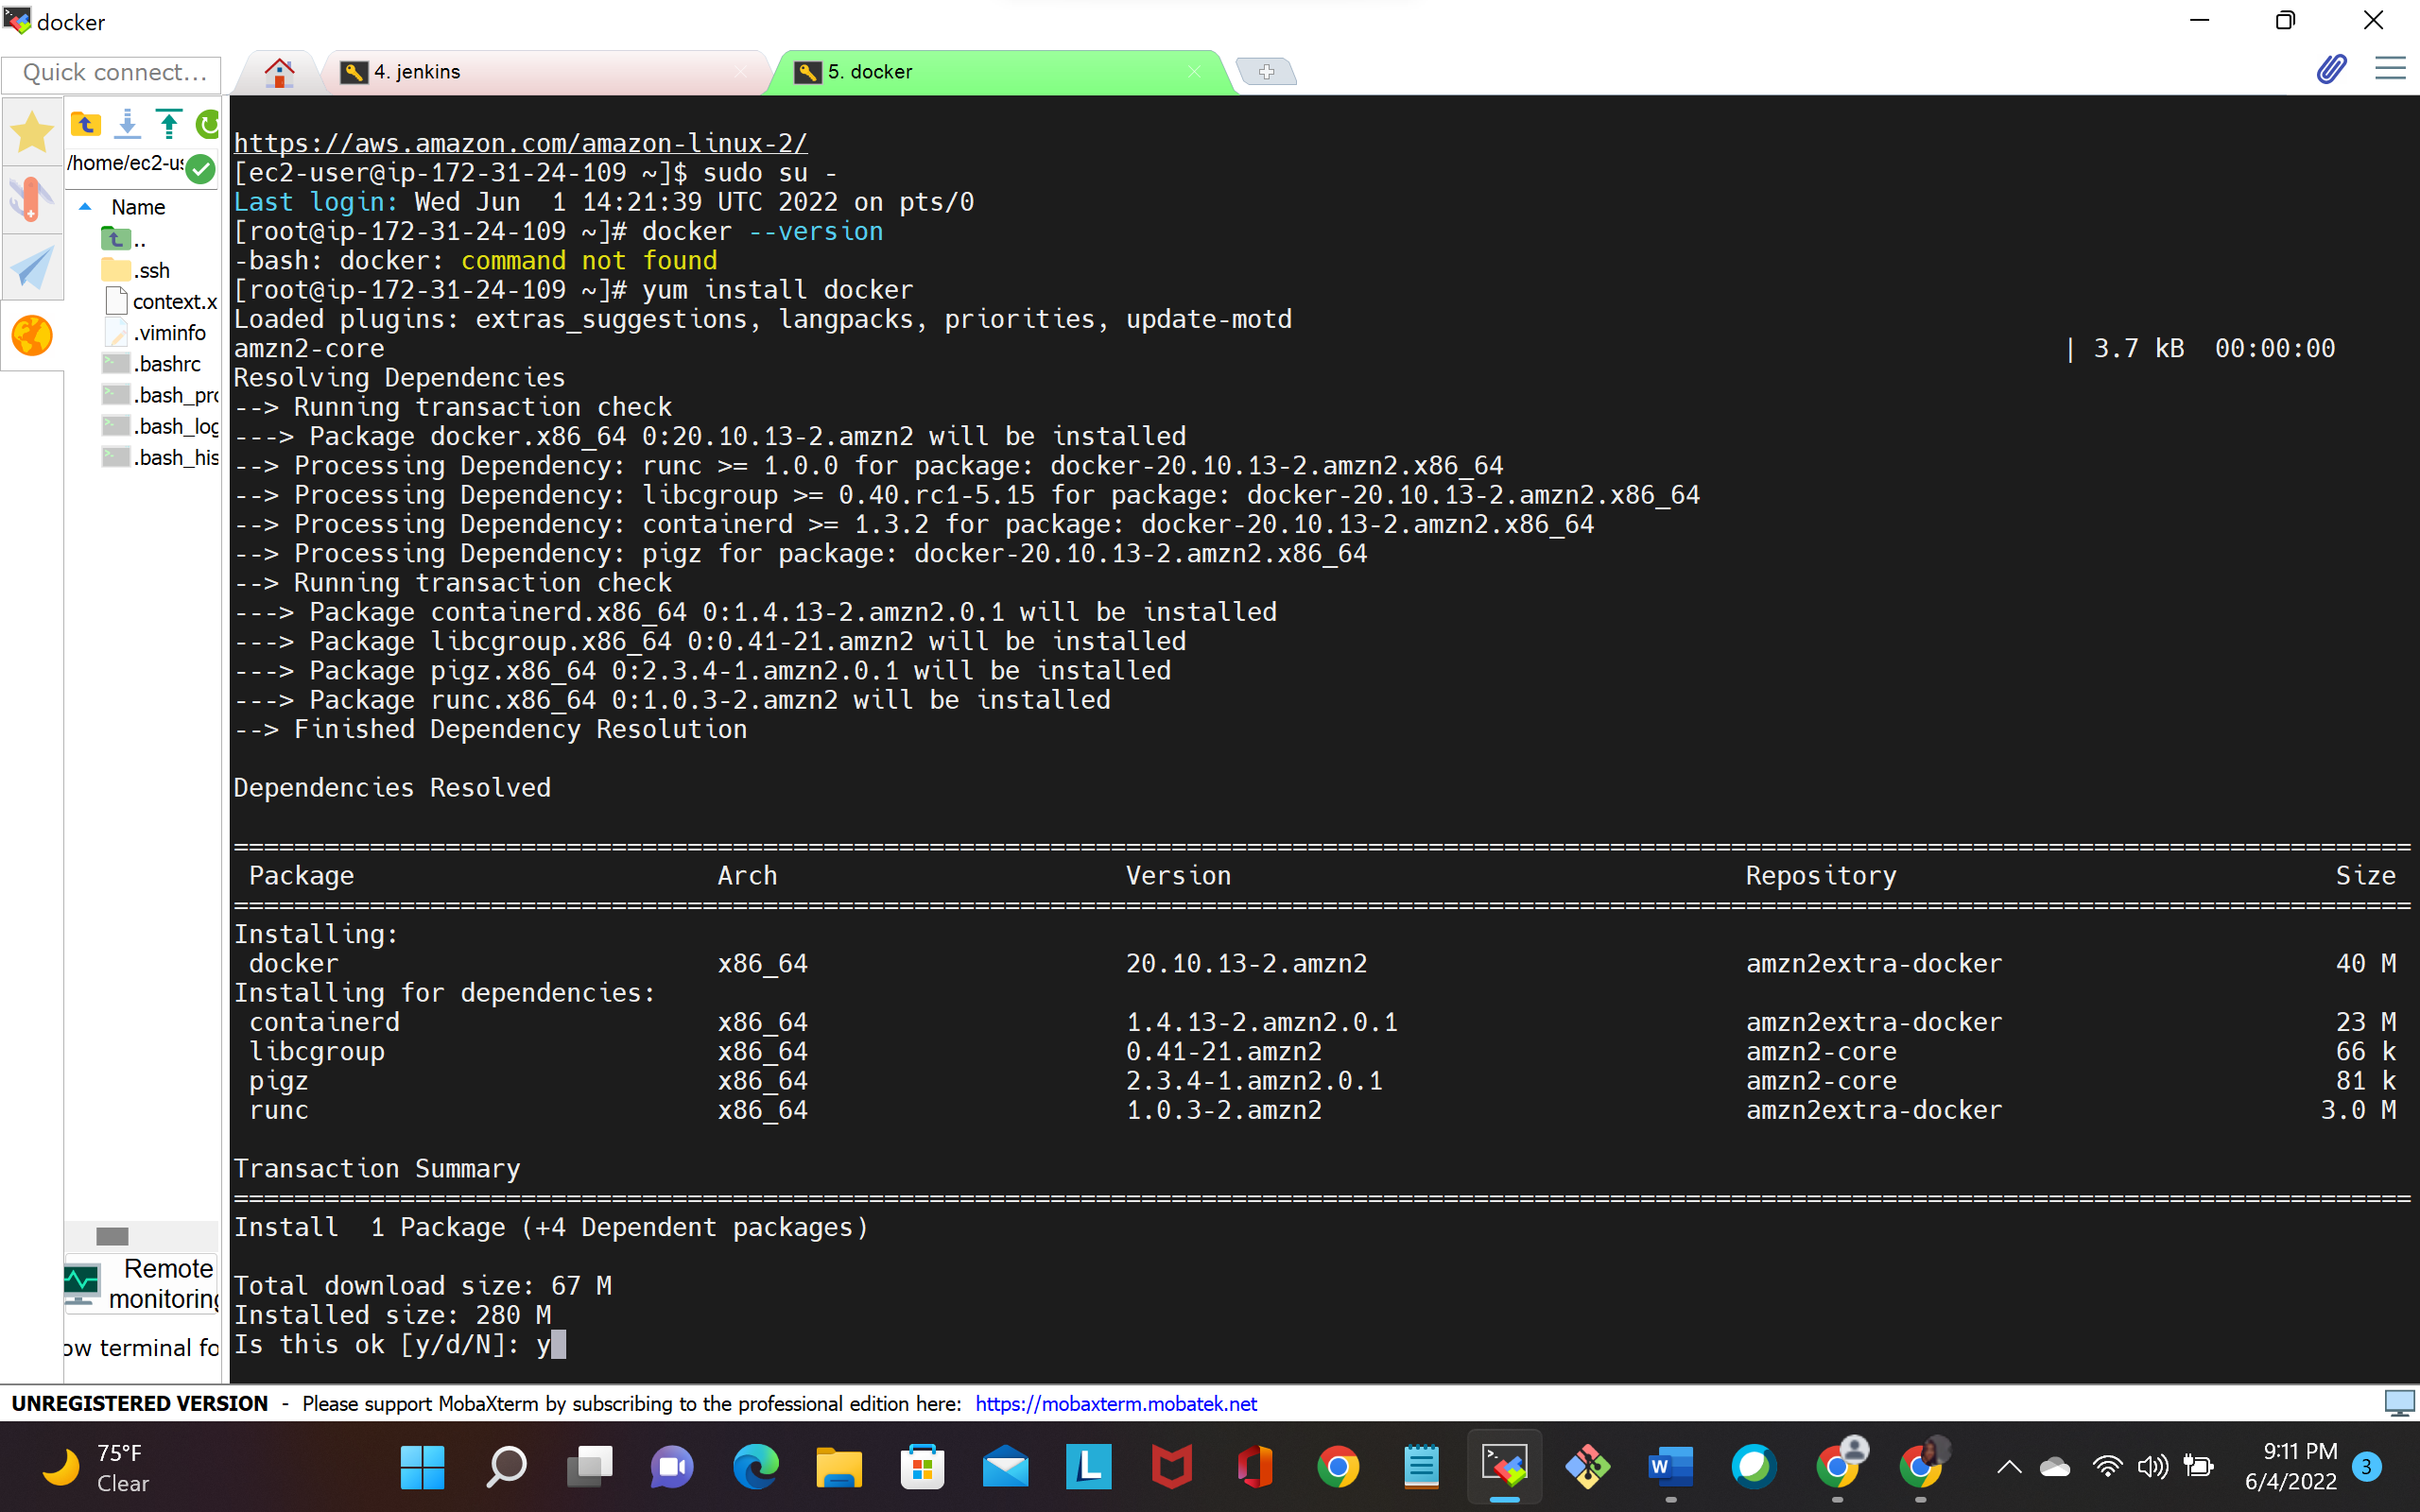 docker
Quick connect...
4. jenkins
5. docker
/home/ec2-us
Name
..
.ssh
context.x
.viminfo
.bashrc
.bash_pro
.bash_log
.bash_his
Remote
monitoring
ow terminal fo
https://aws.amazon.com/amazon-linux-2/
[ec2-user@ip-172-31-24-109 ~]$ sudo su -
Last login: Wed Jun  1 14:21:39 UTC 2022 on pts/0
[root@ip-172-31-24-109 ~]# docker --version
-bash: docker: command not found
[root@ip-172-31-24-109 ~]# yum install docker
Loaded plugins: extras_suggestions, langpacks, priorities, update-motd
amzn2-core | 3.7 kB  00:00:00
Resolving Dependencies
--> Running transaction check
---> Package docker.x86_64 0:20.10.13-2.amzn2 will be installed
--> Processing Dependency: runc >= 1.0.0 for package: docker-20.10.13-2.amzn2.x86_64
--> Processing Dependency: libcgroup >= 0.40.rc1-5.15 for package: docker-20.10.13-2.amzn2.x86_64
--> Processing Dependency: containerd >= 1.3.2 for package: docker-20.10.13-2.amzn2.x86_64
--> Processing Dependency: pigz for package: docker-20.10.13-2.amzn2.x86_64
--> Running transaction check
---> Package containerd.x86_64 0:1.4.13-2.amzn2.0.1 will be installed
---> Package libcgroup.x86_64 0:0.41-21.amzn2 will be installed
---> Package pigz.x86_64 0:2.3.4-1.amzn2.0.1 will be installed
---> Package runc.x86_64 0:1.0.3-2.amzn2 will be installed
--> Finished Dependency Resolution
Dependencies Resolved
Package Arch Version Repository Size
Installing:
docker x86_64 20.10.13-2.amzn2 amzn2extra-docker 40 M
Installing for dependencies:
containerd x86_64 1.4.13-2.amzn2.0.1 amzn2extra-docker 23 M
libcgroup x86_64 0.41-21.amzn2 amzn2-core 66 k
pigz x86_64 2.3.4-1.amzn2.0.1 amzn2-core 81 k
runc x86_64 1.0.3-2.amzn2 amzn2extra-docker 3.0 M
Transaction Summary
Install  1 Package (+4 Dependent packages)
Total download size: 67 M
Installed size: 280 M
Is this ok [y/d/N]: y
UNREGISTERED VERSION - Please support MobaXterm by subscribing to the professional edition here: https://mobaxterm.mobatek.net
75°F
Clear
L
W
9:11 PM
6/4/2022
3